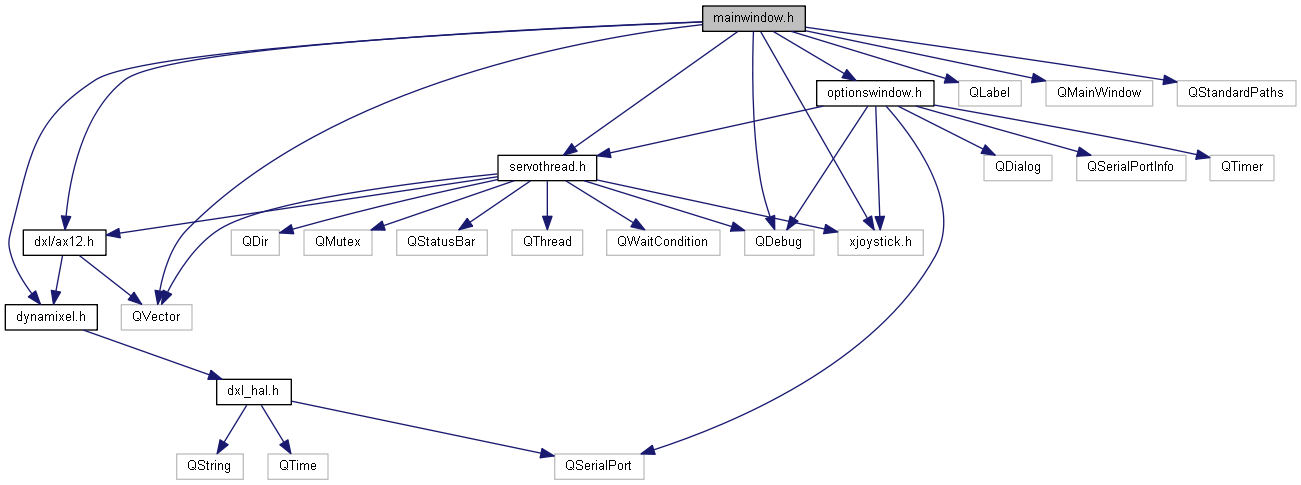 mainwindow.h
optionswindow.h
QLabel
QMainWindow
QStandardPaths
servothread.h
QDialog
QSerialPortInfo
QTimer
dxl/ax12.h
QDir
QMutex
QStatusBar
QThread
QWaitCondition
QDebug
xjoystick.h
dynamixel.h
QVector
dxl_hal.h
QString
QTime
QSerialPort